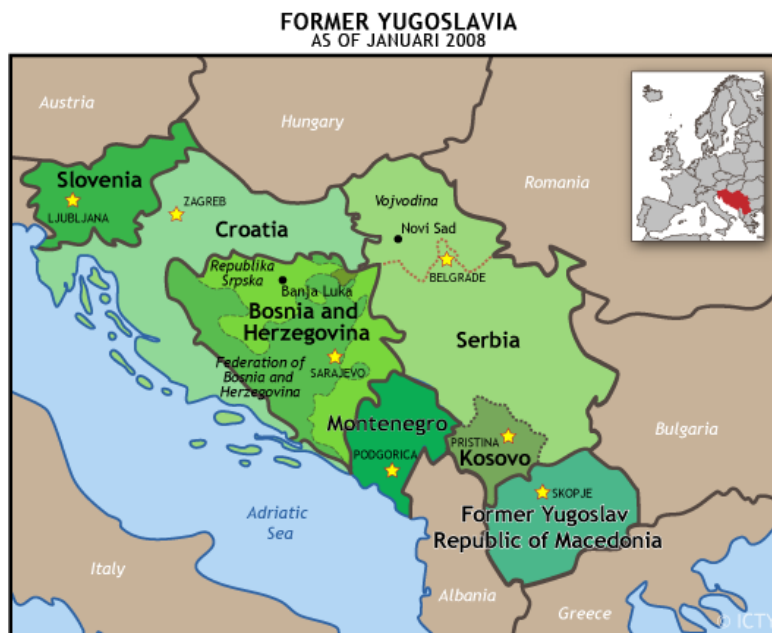 FORMER YUGOSLAVIA
AS OF JANUARI 2008
Austria
Hungary
Romania
Slovenia
LJUBLJANA
ZAGREB
Croatia
Vojvodina
Novi Sad
BELGRADE
Republika
Srpska
Banja Luka
Bosnia and
Herzegovina
Federation of
Bosnia and
Herzegovina
SARAJEVO
Serbia
Montenegro
PODGORICA
PRISTINA
Kosovo
Bulgaria
SKOPJE
Former Yugoslav
Republic of Macedonia
Adriatic
Sea
Italy
Albania
Greece
© ICTY